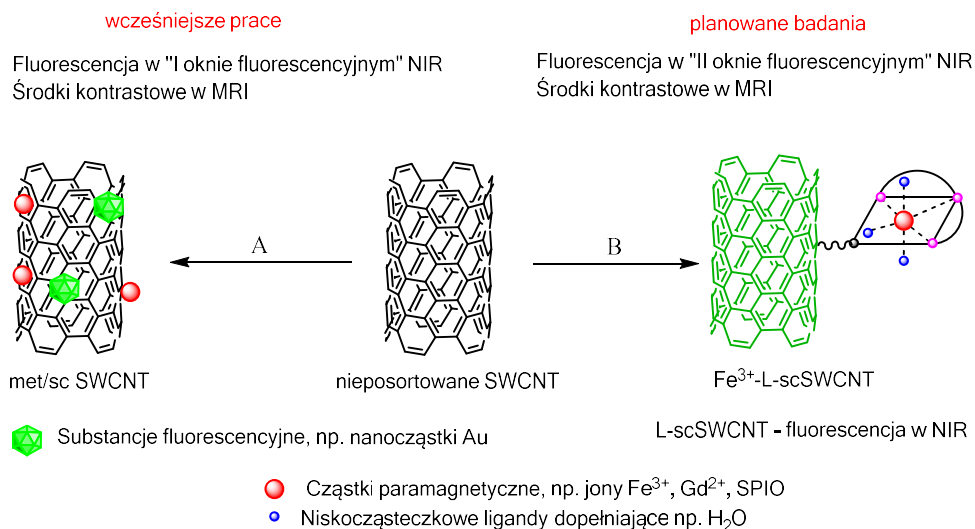 wcześniejsze prace
planowane badania
Fluorescencja w "I oknie fluorescencyjnym" NIR
Środki kontrastowe w MRI
Fluorescencja w "II oknie fluorescencyjnym" NIR
Środki kontrastowe w MRI
A
B
met/sc SWCNT
nieposortowane SWCNT
Fe³⁺-L-scSWCNT
Substancje fluorescencyjne, np. nanocząstki Au
L-scSWCNT - fluorescencja w NIR
Cząstki paramagnetyczne, np. jony Fe³⁺, Gd²⁺, SPIO
Niskocząsteczkowe ligandy dopełniające np. H₂O